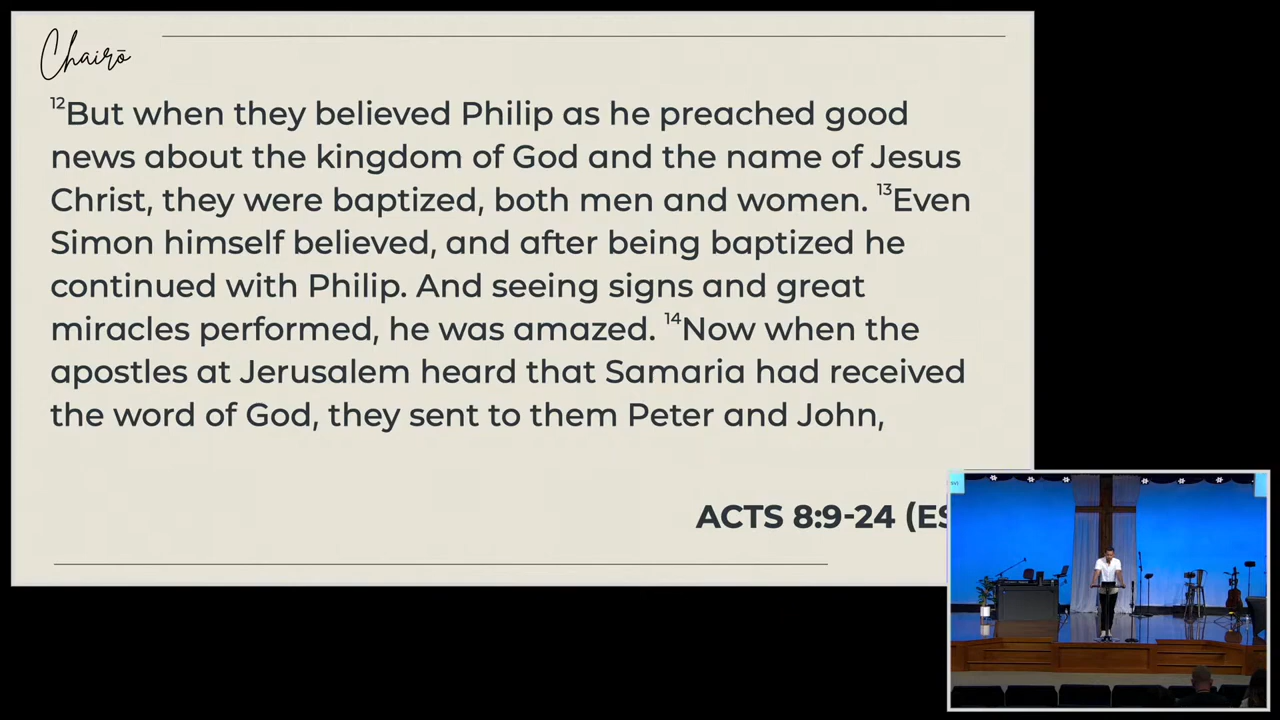 Chairō
¹²But when they believed Philip as he preached good
news about the kingdom of God and the name of Jesus
Christ, they were baptized, both men and women. ¹³Even
Simon himself believed, and after being baptized he
continued with Philip. And seeing signs and great
miracles performed, he was amazed. ¹⁴Now when the
apostles at Jerusalem heard that Samaria had received
the word of God, they sent to them Peter and John,
ACTS 8:9-24 (ES